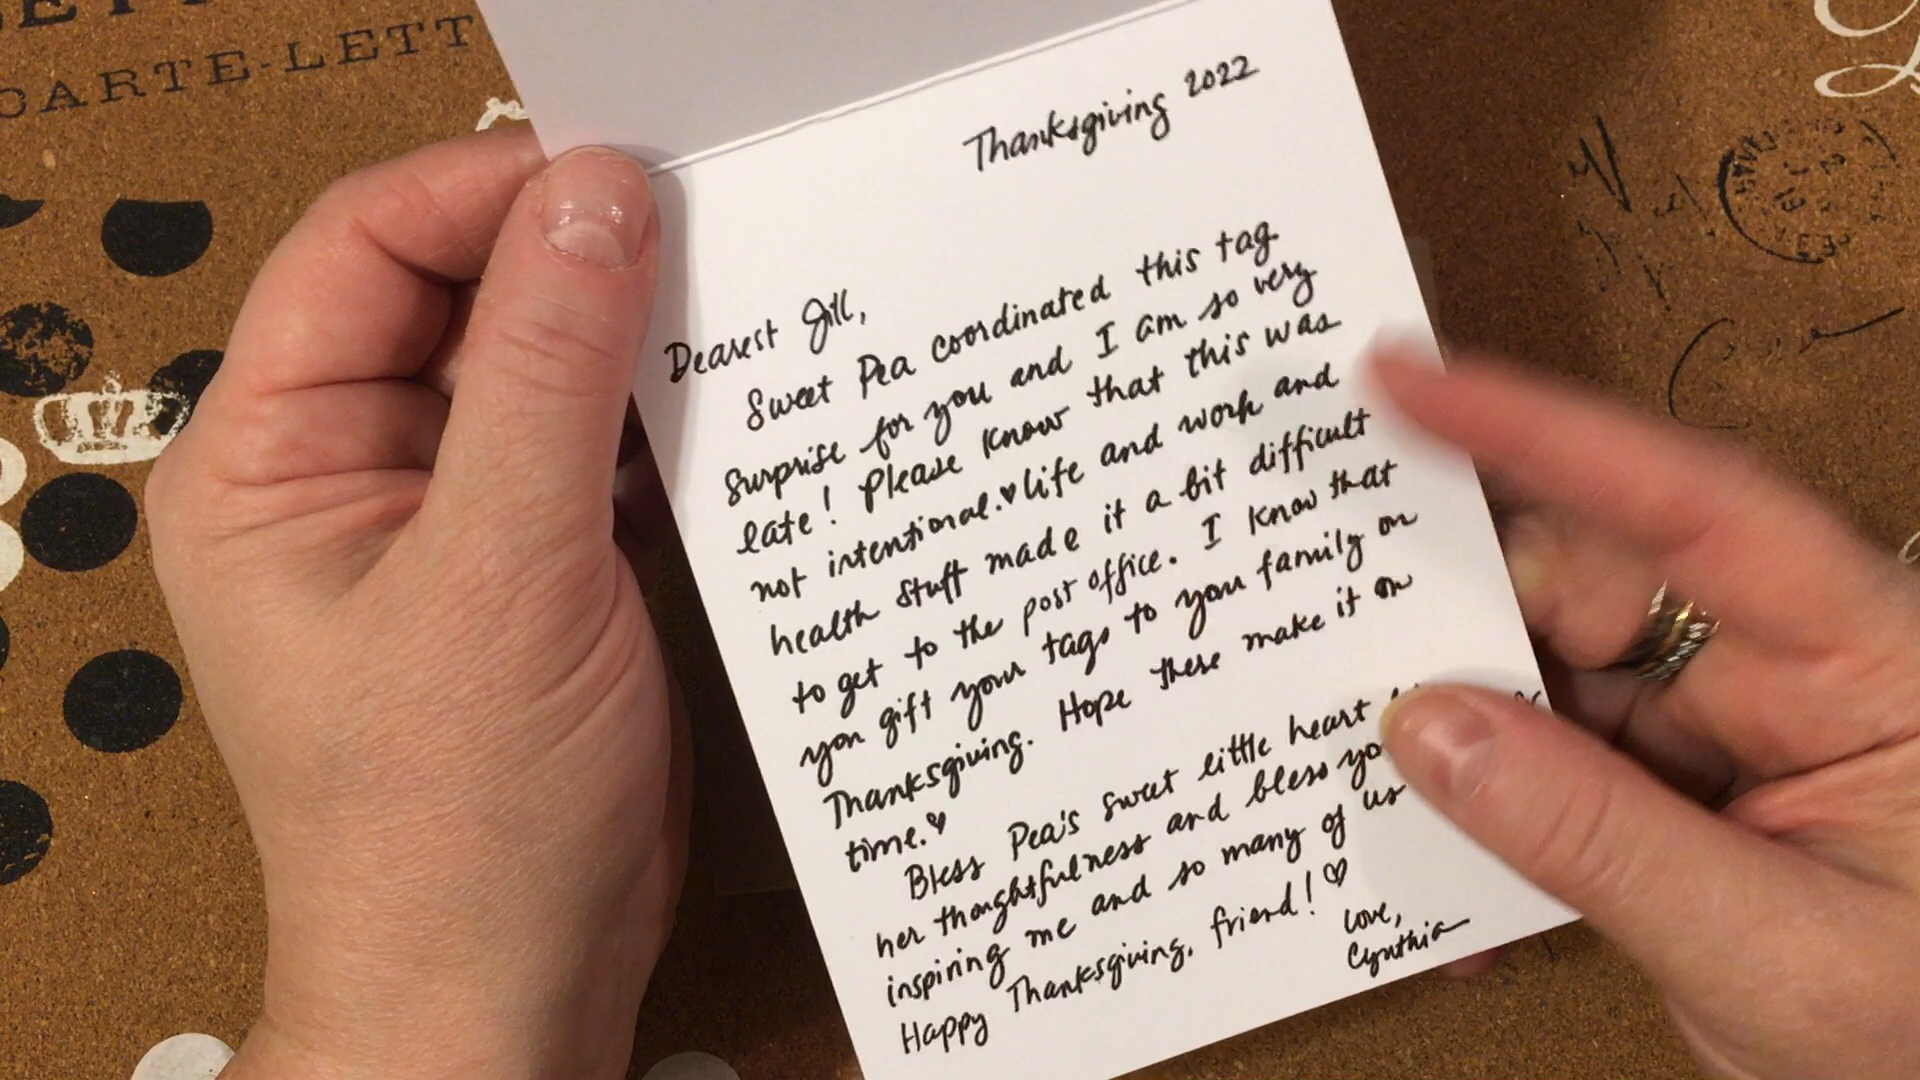 CARTE-LETT
Thanksgiving 2022
Dearest Jill,
Sweet Pea coordinated this tag
surprise for you and I am so very
late! Please know that this was
not intentional.♥ Life and work and
health stuff made it a bit difficult
to get to the post office. I know that
you gift your tags to your family on
Thanksgiving. Hope these make it on
time.♥
Bless Pea's sweet little heart
her thoughtfulness and bless
inspiring me and so many of us
Happy Thanksgiving, friend! ♡
Love,
Cynthia